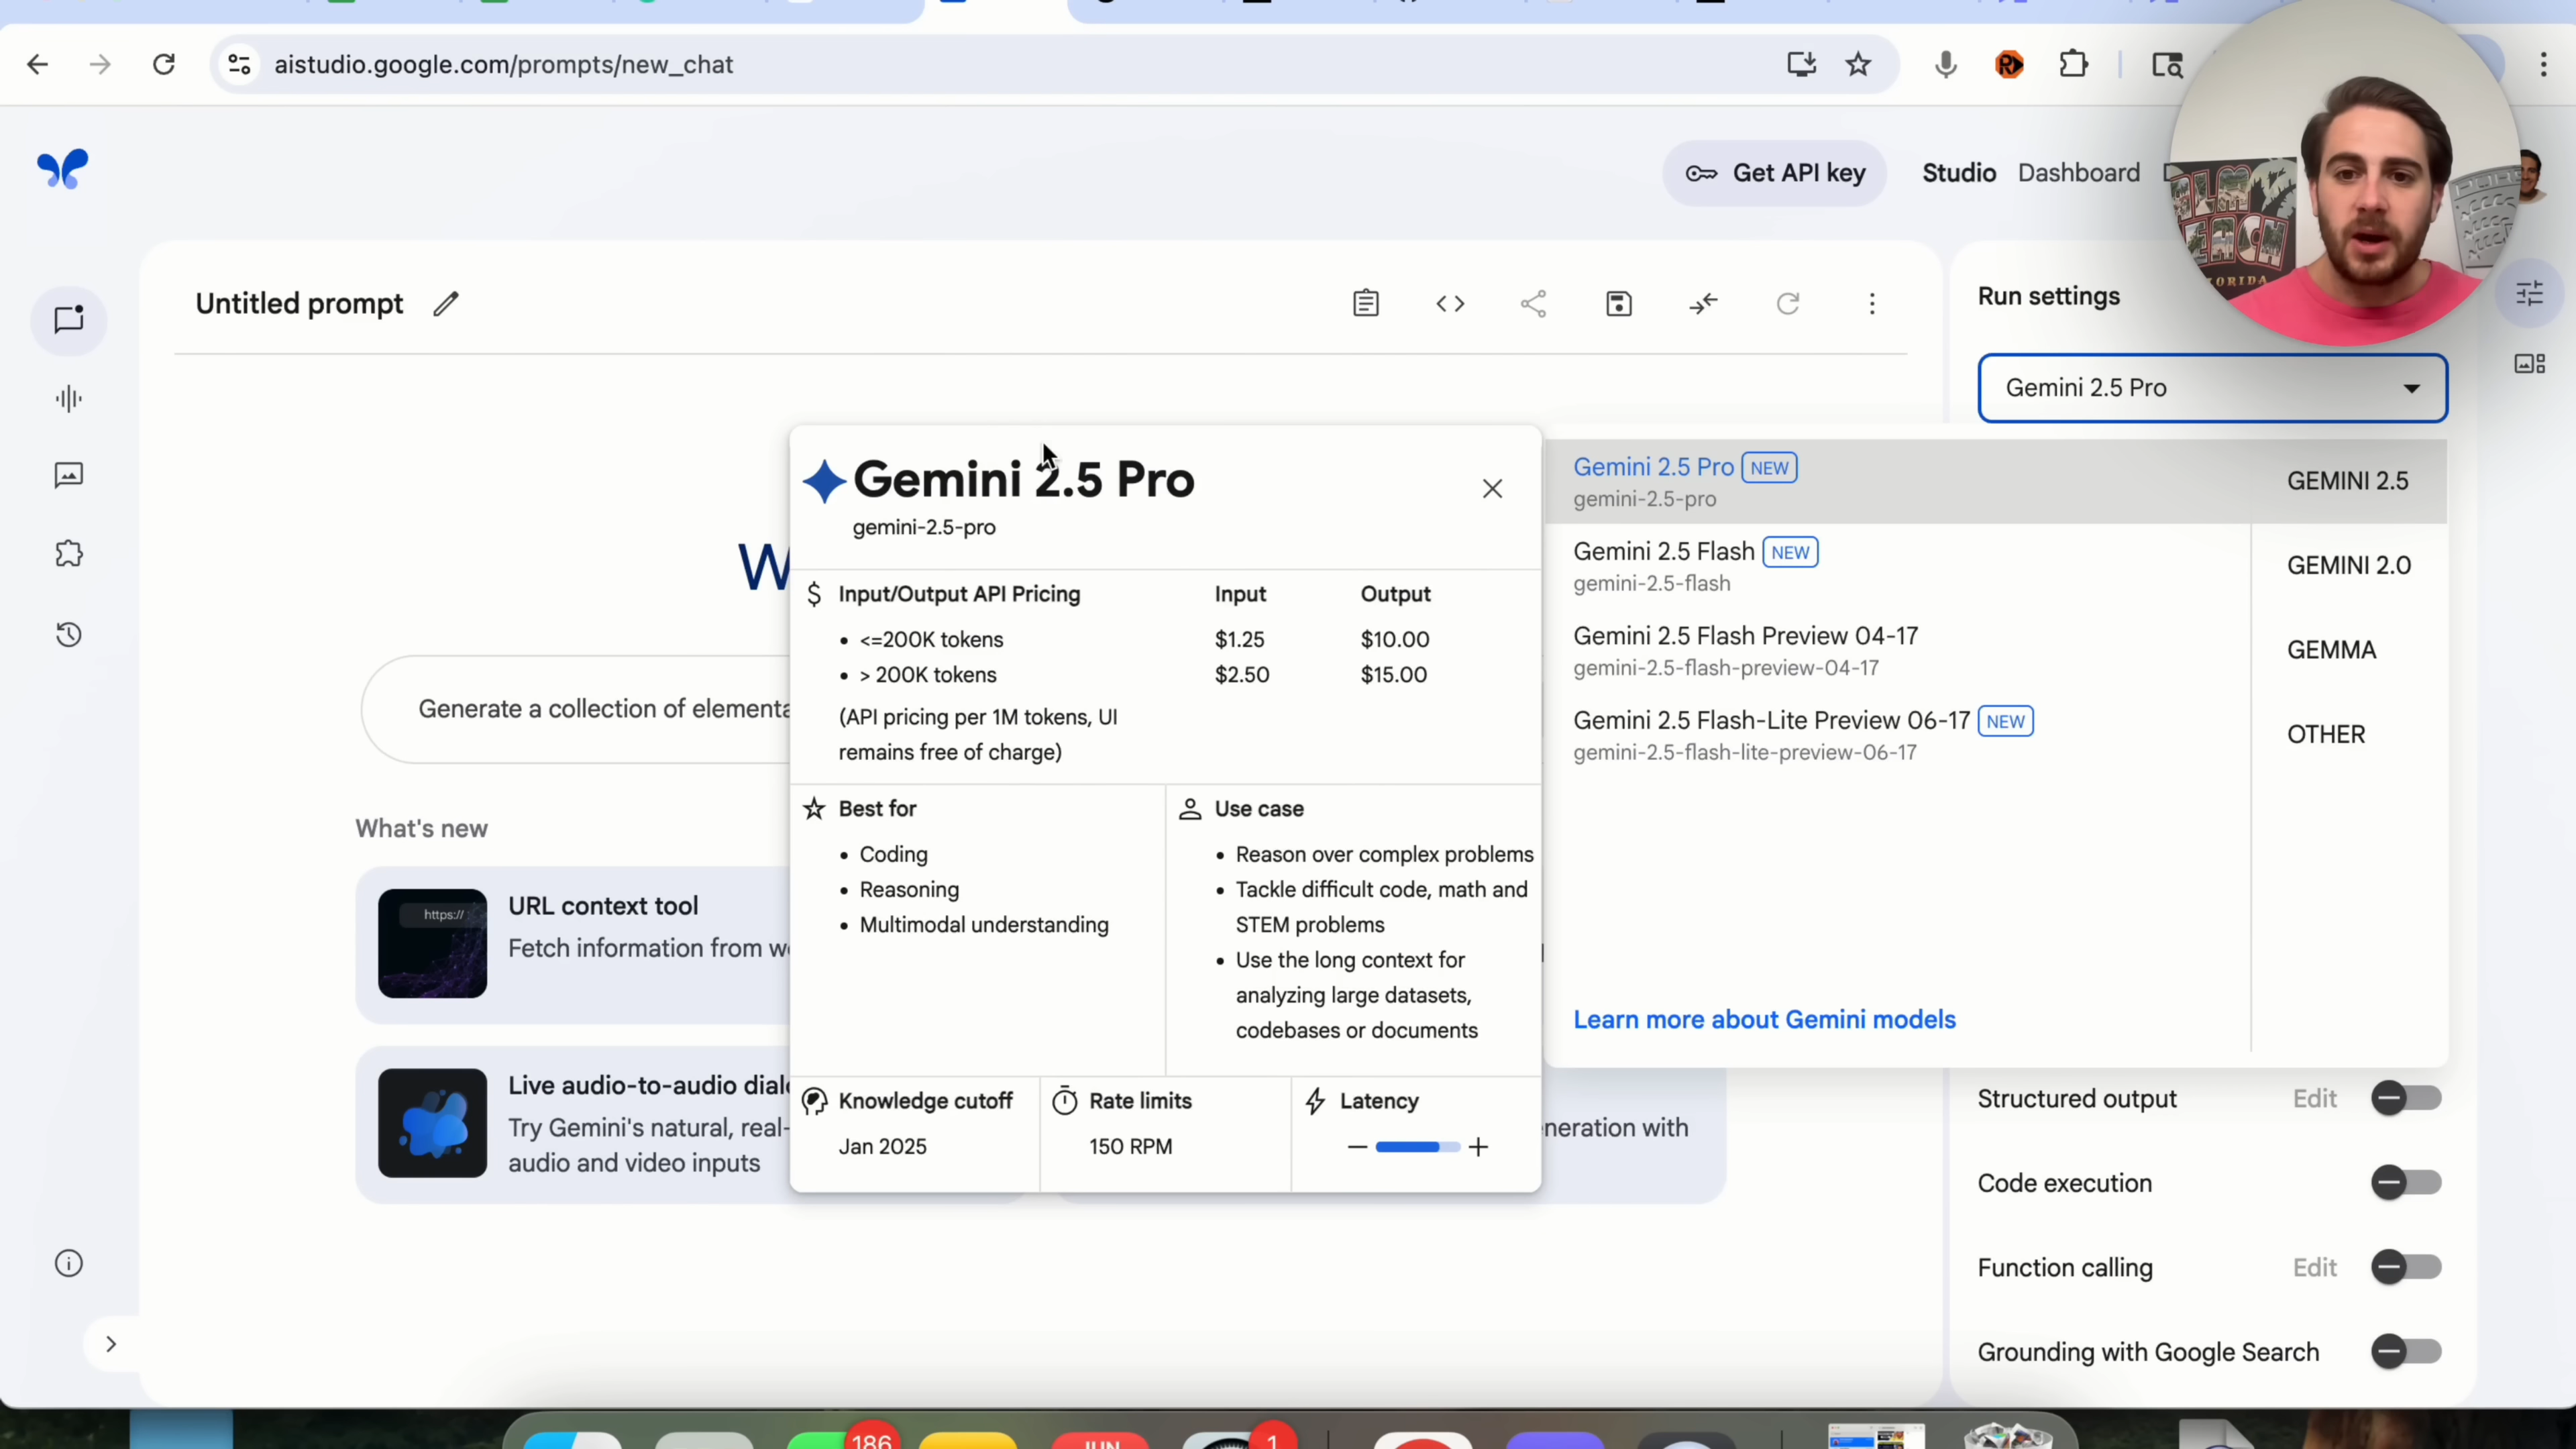 aistudio.google.com/prompts/new_chat
Get API key
Studio
Dashboard
Untitled prompt
Run settings
Gemini 2.5 Pro
Gemini 2.5 Pro
gemini-2.5-pro
Input/Output API Pricing Input Output
• <=200K tokens $1.25 $10.00
• > 200K tokens $2.50 $15.00
(API pricing per 1M tokens, UI
remains free of charge)
Best for
• Coding
• Reasoning
• Multimodal understanding
Use case
• Reason over complex problems
• Tackle difficult code, math and
STEM problems
• Use the long context for
analyzing large datasets,
codebases or documents
Knowledge cutoff
Jan 2025
Rate limits
150 RPM
Latency
Gemini 2.5 Pro NEW
gemini-2.5-pro
Gemini 2.5 Flash NEW
gemini-2.5-flash
Gemini 2.5 Flash Preview 04-17
gemini-2.5-flash-preview-04-17
Gemini 2.5 Flash-Lite Preview 06-17 NEW
gemini-2.5-flash-lite-preview-06-17
GEMINI 2.5
GEMINI 2.0
GEMMA
OTHER
Learn more about Gemini models
W
Generate a collection of
What's new
https://
URL context tool
Fetch information from
Live audio-to-audio
Try Gemini's natural,
audio and video inputs
with
Structured output Edit
Code execution
Function calling Edit
Grounding with Google Search
186
JUN
1